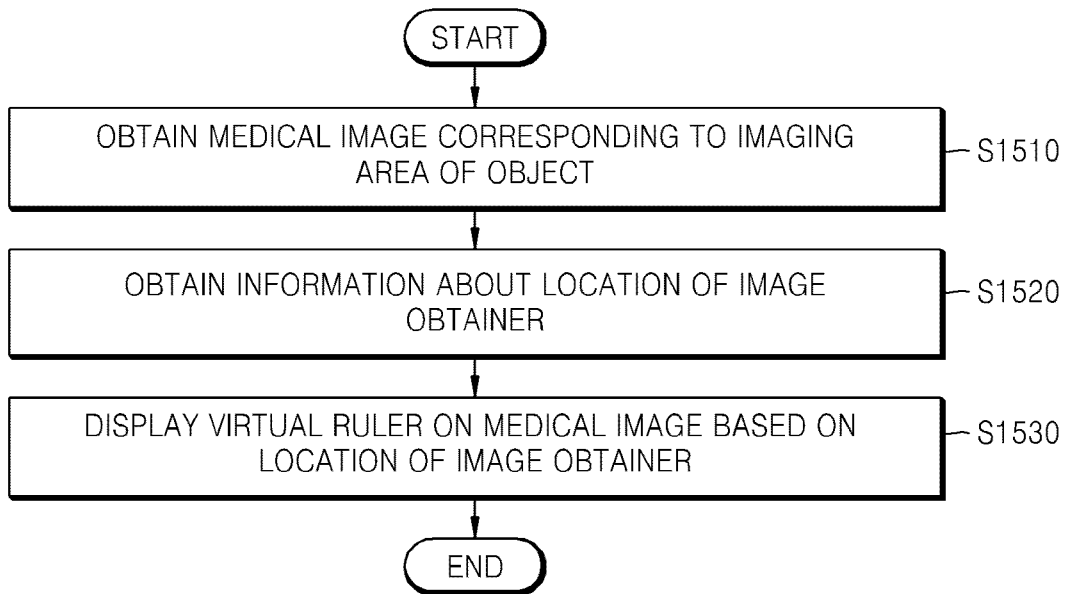 START
OBTAIN MEDICAL IMAGE CORRESPONDING TO IMAGING
AREA OF OBJECT
S1510
OBTAIN INFORMATION ABOUT LOCATION OF IMAGE
OBTAINER
S1520
DISPLAY VIRTUAL RULER ON MEDICAL IMAGE BASED ON
LOCATION OF IMAGE OBTAINER
S1530
END